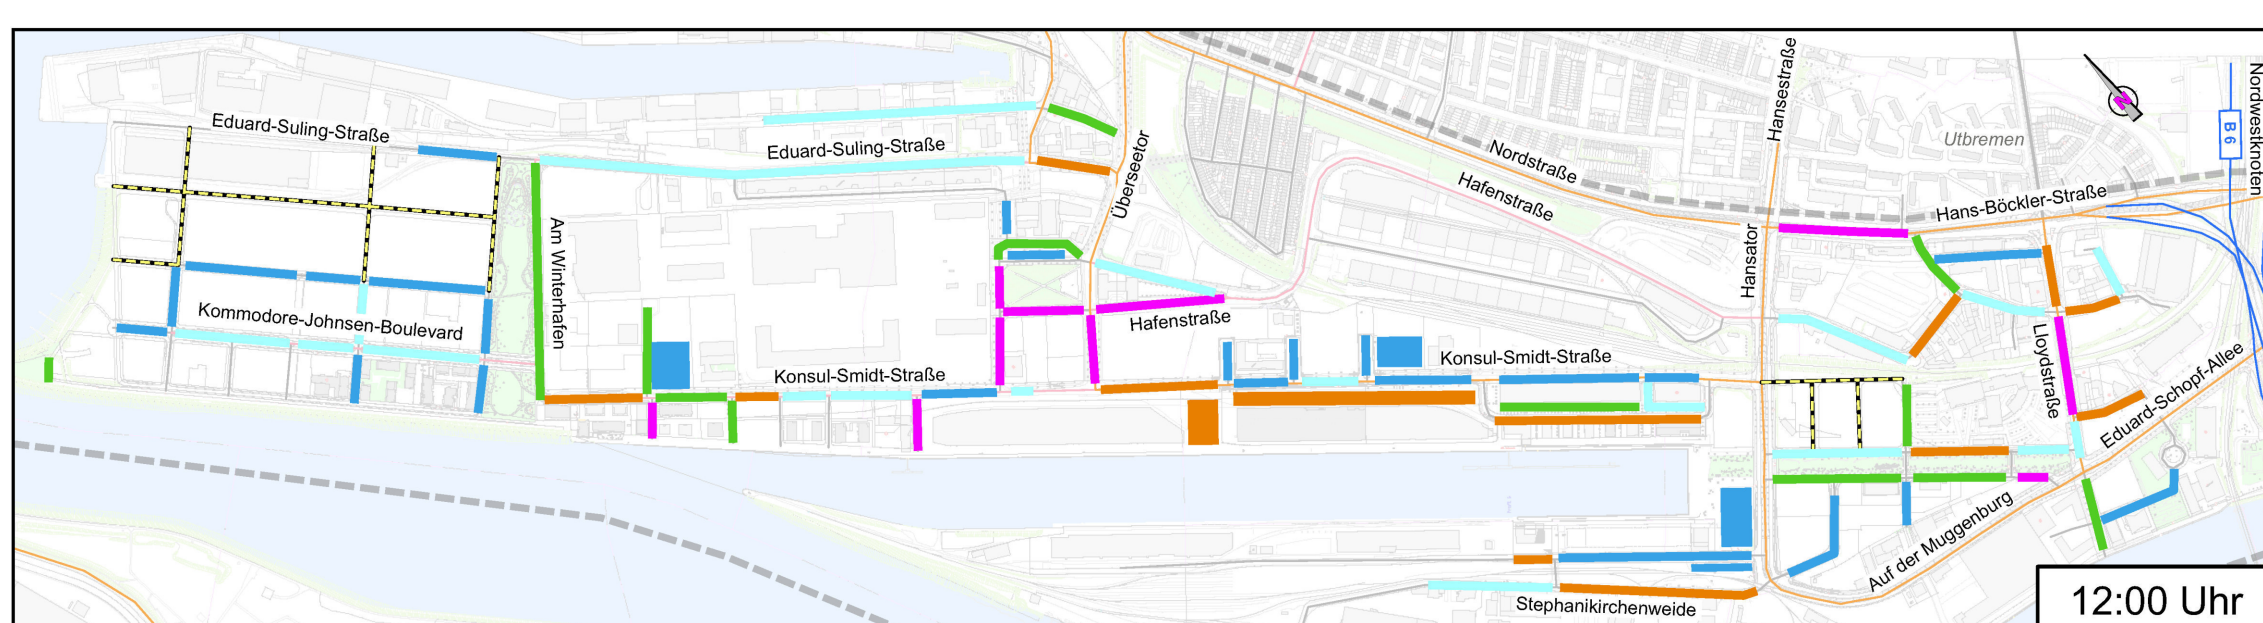 Eduard-Suling-Straße
Eduard-Suling-Straße
Überseetor
Nordstraße
Hafenstraße
Hansestraße
Utbremen
Hans-Böckler-Straße
B 6
Nordwestknoten
N
Am Winterhafen
Kommodore-Johnsen-Boulevard
Konsul-Smidt-Straße
Hafenstraße
Konsul-Smidt-Straße
Hansator
Lloydstraße
Eduard-Schopf-Allee
Auf der Muggenburg
Stephanikirchenweide
12:00 Uhr